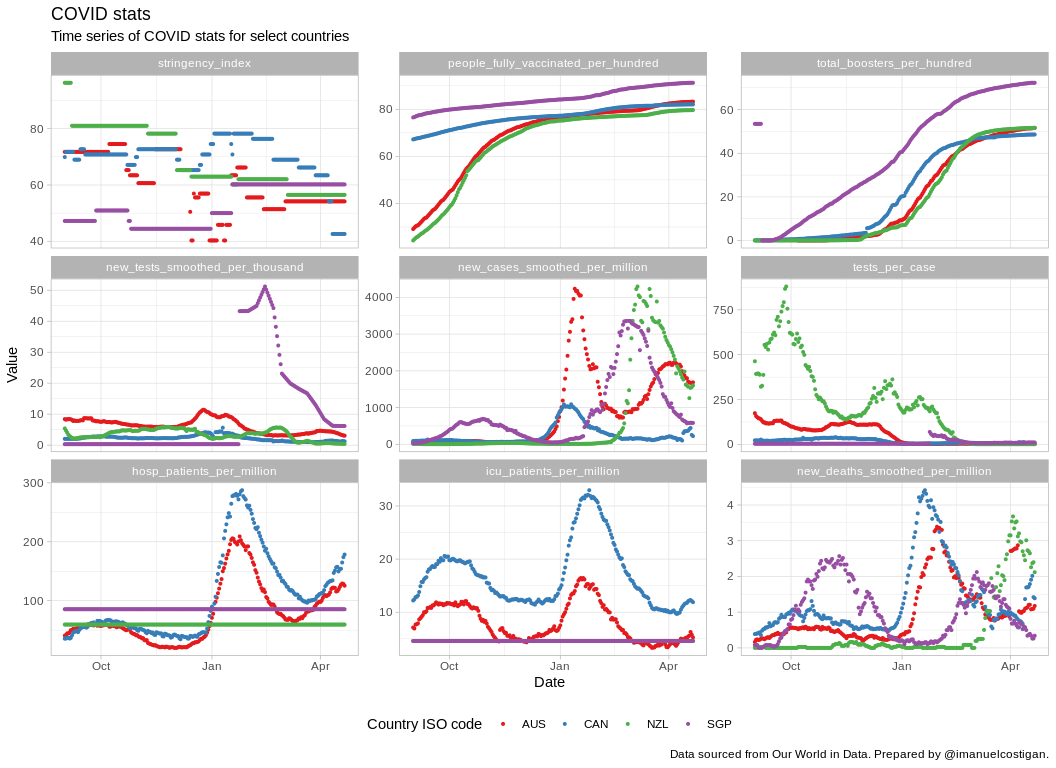 COVID stats
Time series of COVID stats for select countries
stringency_index
people_fully_vaccinated_per_hundred
total_boosters_per_hundred
80
60
40
80
60
40
60
40
20
0
new_tests_smoothed_per_thousand
new_cases_smoothed_per_million
tests_per_case
50
40
30
20
10
0
4000
3000
2000
1000
0
750
500
250
0
Value
hosp_patients_per_million
icu_patients_per_million
new_deaths_smoothed_per_million
300
200
100
30
20
10
4
3
2
1
0
Oct Jan Apr
Oct Jan Apr
Oct Jan Apr
Date
Country ISO code AUS CAN NZL SGP
Data sourced from Our World in Data. Prepared by @imanuelcostigan.